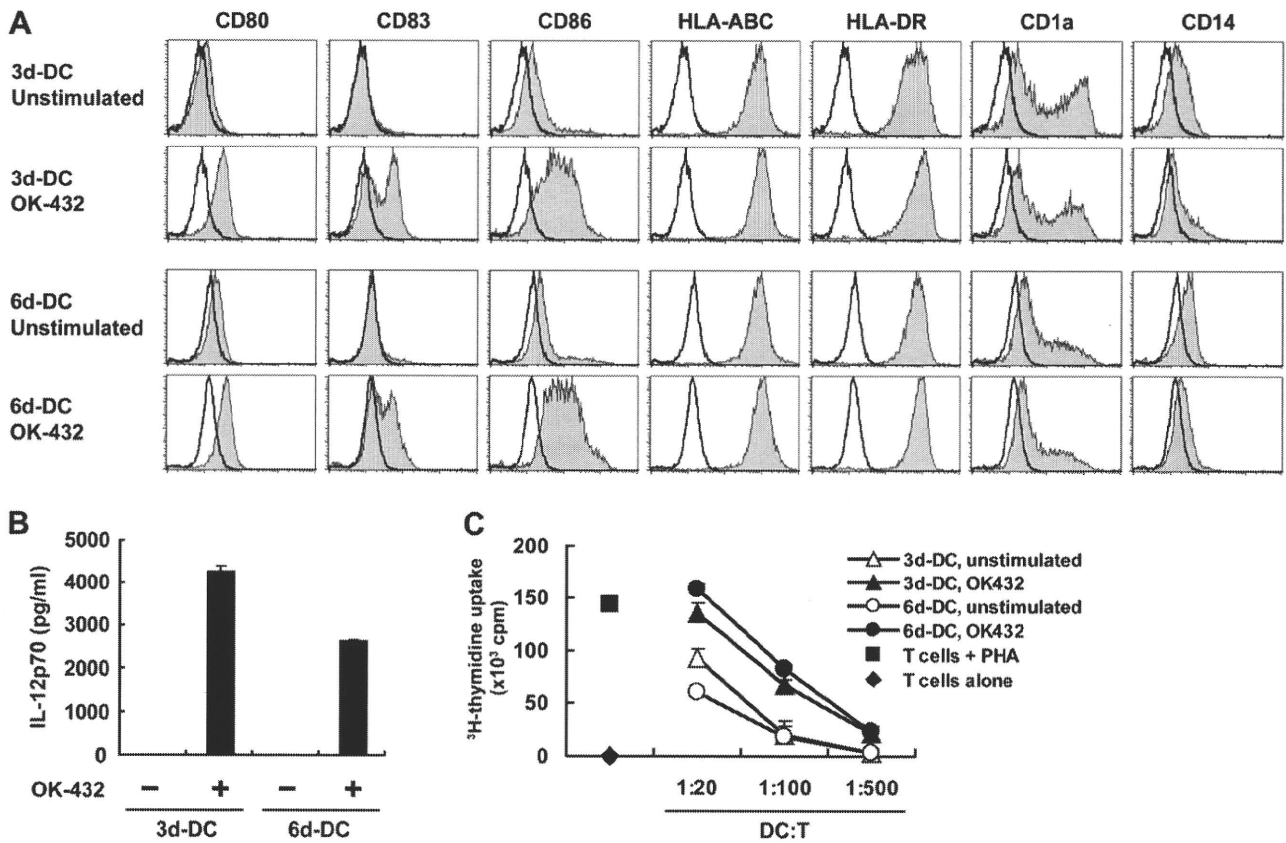 A
CD80 CD83 CD86 HLA-ABC HLA-DR CD1a CD14
3d-DC
Unstimulated
3d-DC
OK-432
6d-DC
Unstimulated
6d-DC
OK-432
B
IL-12p70 (pg/ml)
5000
4000
3000
2000
1000
0
OK-432 − + − +
3d-DC 6d-DC
C
³H-thymidine uptake
(x10³ cpm)
200
150
100
50
0
1:20 1:100 1:500
DC:T
3d-DC, unstimulated
3d-DC, OK432
6d-DC, unstimulated
6d-DC, OK432
T cells + PHA
T cells alone